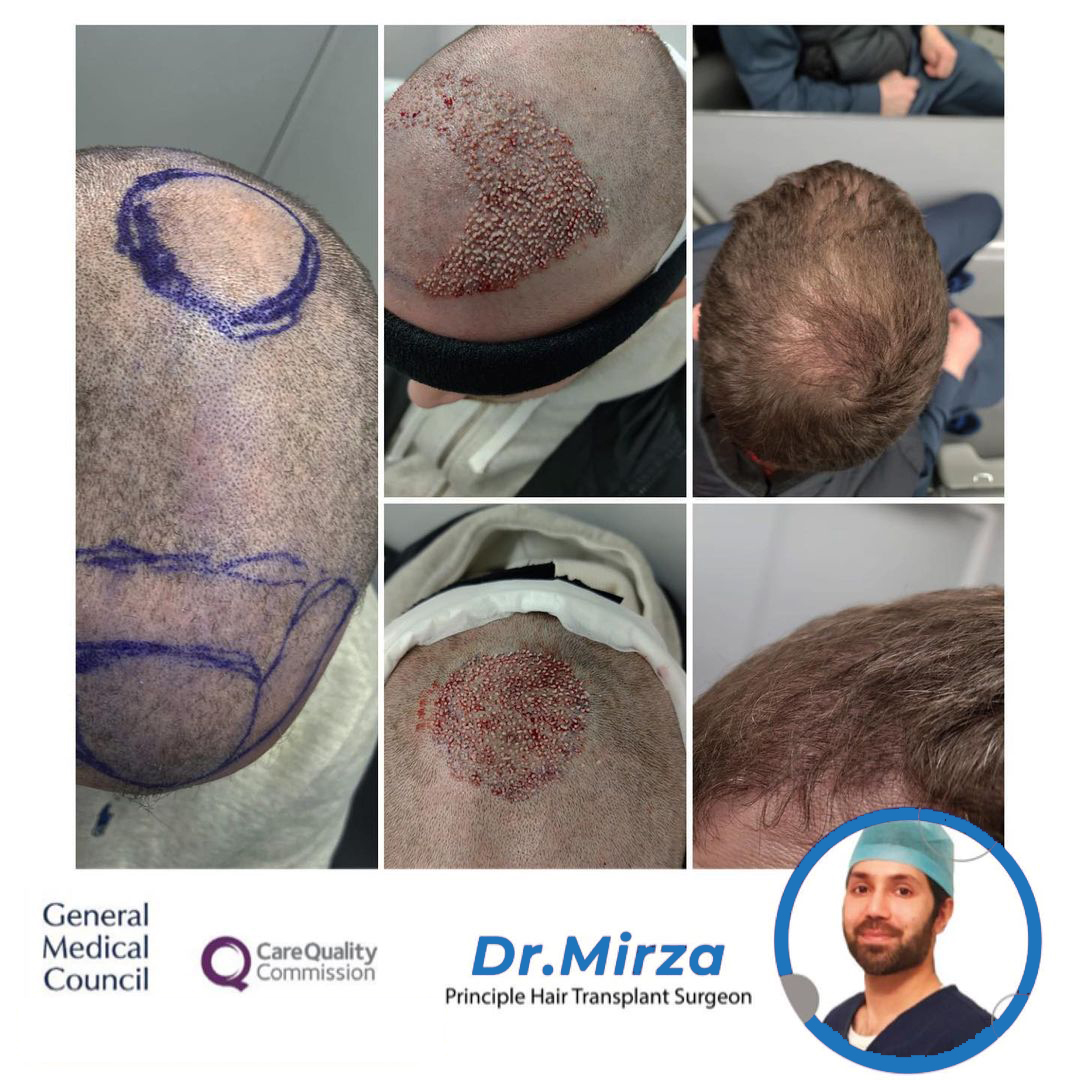 General
Medical
Council
CareQuality
Commission
Dr.Mirza
Principle Hair Transplant Surgeon